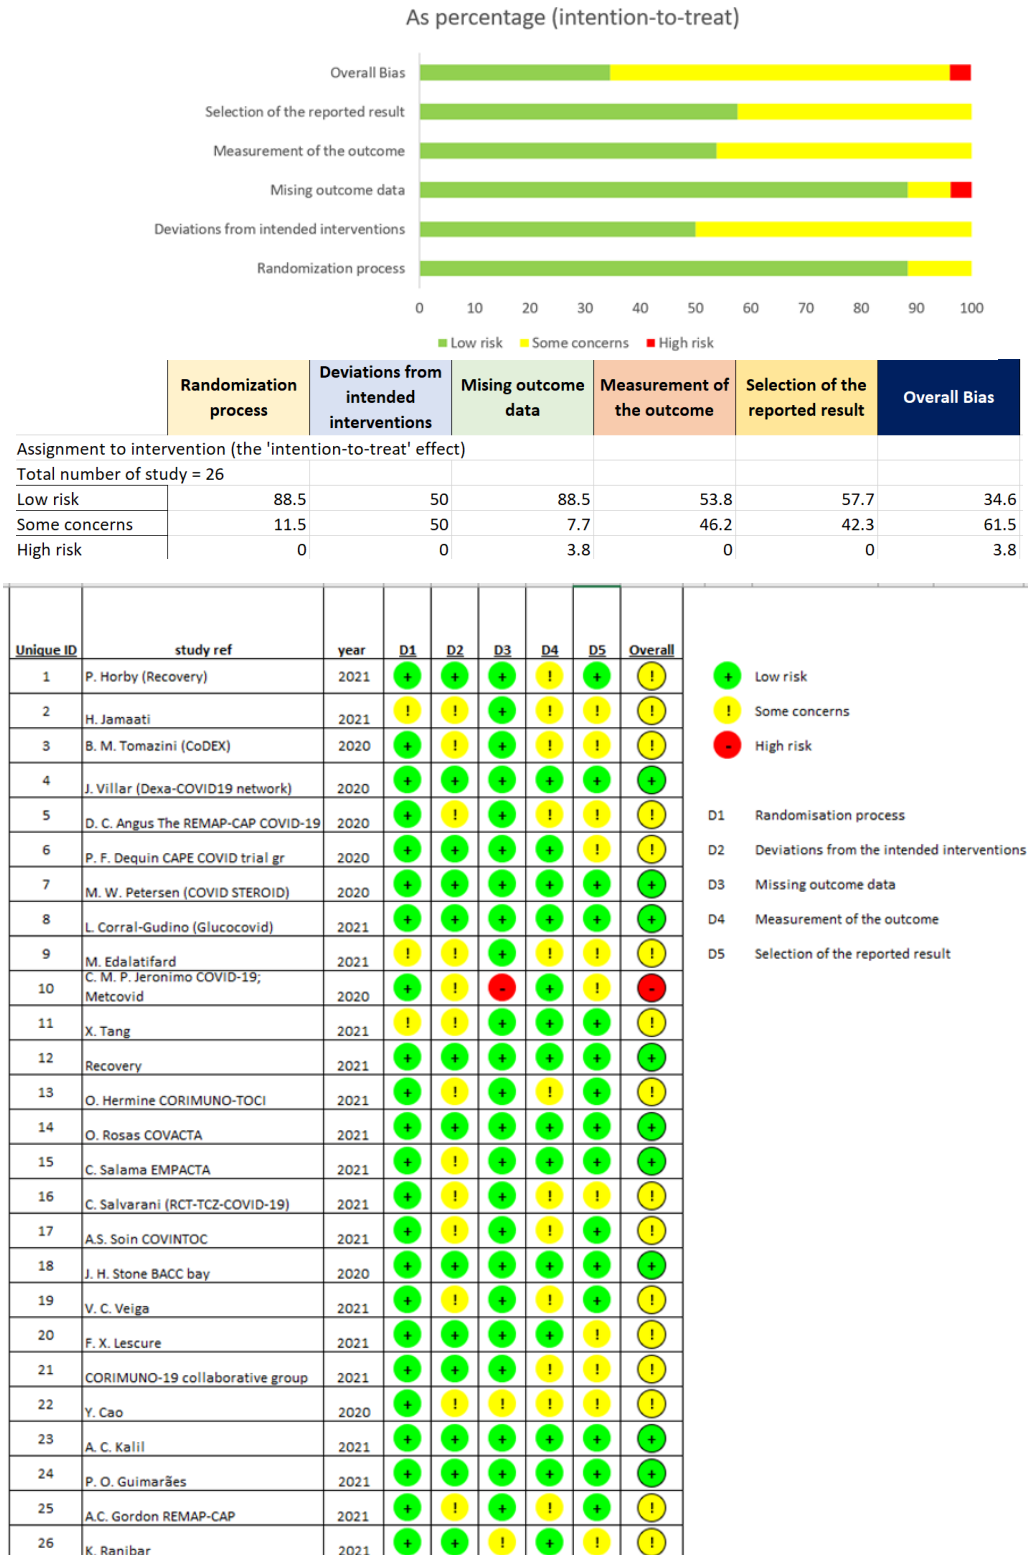 As percentage (intention-to-treat)
Overall Bias
Selection of the reported result
Measurement of the outcome
Mising outcome data
Deviations from intended interventions
Randomization process
0 10 20 30 40 50 60 70 80 90 100
Low risk Some concerns High risk
Randomization process Deviations from intended interventions Mising outcome data Measurement of the outcome Selection of the reported result Overall Bias
Assignment to intervention (the 'intention-to-treat' effect)
Total number of study = 26
Low risk 88.5 50 88.5 53.8 57.7 34.6
Some concerns 11.5 50 7.7 46.2 42.3 61.5
High risk 0 0 3.8 0 0 3.8
Unique ID study ref year D1 D2 D3 D4 D5 Overall
1 P. Horby (Recovery) 2021 + + + ! + !
2 H. Jamaati 2021 ! ! + ! ! !
3 B. M. Tomazini (CoDEX) 2020 + ! + ! ! !
4 J. Villar (Dexa-COVID19 network) 2020 + + + + + +
5 D. C. Angus The REMAP-CAP COVID-19 2020 + ! + ! ! !
6 P. F. Dequin CAPE COVID trial gr 2020 + + + + ! !
7 M. W. Petersen (COVID STEROID) 2020 + + + + + +
8 L. Corral-Gudino (Glucocovid) 2021 + + + + + +
9 M. Edalatifard 2021 ! ! + ! ! !
10 C. M. P. Jeronimo COVID-19; Metcovid 2020 + ! - + ! -
11 X. Tang 2021 ! ! + + + !
12 Recovery 2021 + + + + + +
13 O. Hermine CORIMUNO-TOCI 2021 + ! + ! + !
14 O. Rosas COVACTA 2021 + + + + + +
15 C. Salama EMPACTA 2021 + ! + + + +
16 C. Salvarani (RCT-TCZ-COVID-19) 2021 + ! + ! ! !
17 A.S. Soin COVINTOC 2021 + ! + ! + !
18 J. H. Stone BACC bay 2020 + + + + + +
19 V. C. Veiga 2021 + ! + ! + !
20 F. X. Lescure 2021 + + + + ! !
21 CORIMUNO-19 collaborative group 2021 + + + ! ! !
22 Y. Cao 2020 + ! ! ! ! !
23 A. C. Kalil 2021 + + + + + +
24 P. O. Guimarães 2021 + + + + + +
25 A.C. Gordon REMAP-CAP 2021 + ! + ! + !
26 K. Ranibar 2021 + + ! + ! !
+ Low risk
! Some concerns
- High risk
D1 Randomisation process
D2 Deviations from the intended interventions
D3 Missing outcome data
D4 Measurement of the outcome
D5 Selection of the reported result